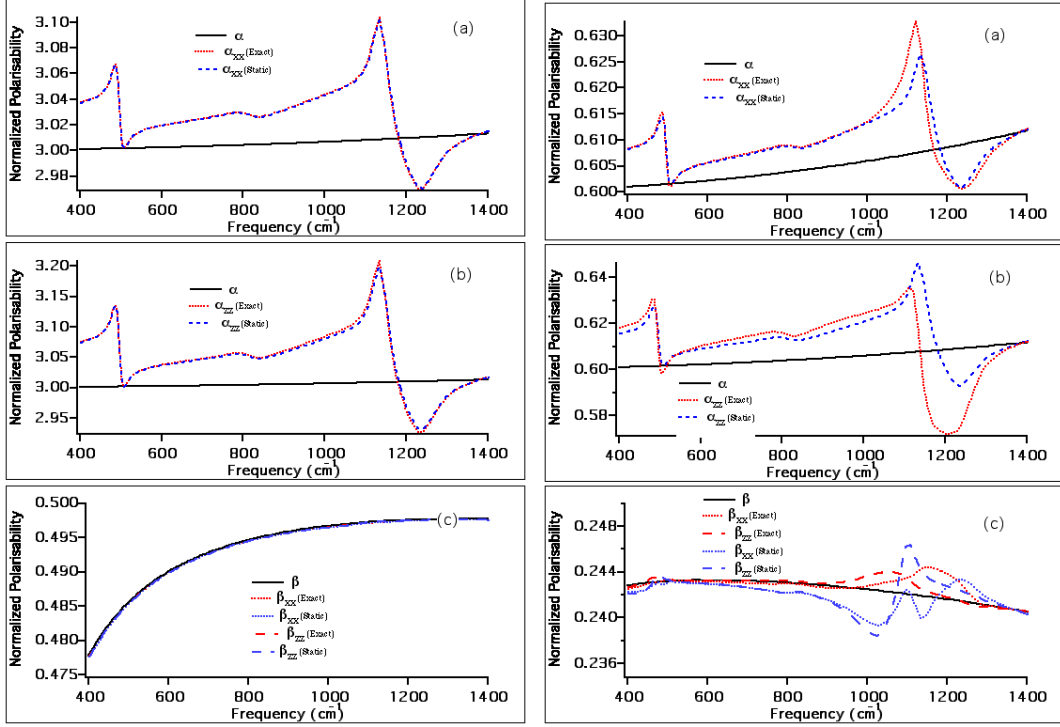 Normalized Polarisability
3.10
3.08
3.06
3.04
3.02
3.00
2.98
(a)
α
αXX (Exact)
αXX (Static)
400 600 800 1000 1200 1400
Frequency (cm-1)
Normalized Polarisability
3.20
3.15
3.10
3.05
3.00
2.95
(b)
α
αZZ (Exact)
αZZ (Static)
400 600 800 1000 1200 1400
Frequency (cm-1)
Normalized Polarisability
0.500
0.495
0.490
0.485
0.480
0.475
(c)
β
βXX (Exact)
βXX (Static)
βZZ (Exact)
βZZ (Static)
400 600 800 1000 1200 1400
Frequency (cm-1)
Normalized Polarisability
0.630
0.625
0.620
0.615
0.610
0.605
0.600
(a)
α
αXX (Exact)
αXX (Static)
400 600 800 1000 1200 1400
Frequency (cm-1)
Normalized Polarisability
0.64
0.62
0.60
0.58
(b)
α
αZZ (Exact)
αZZ (Static)
400 600 800 1000 1200 1400
Frequency (cm-1)
Normalized Polarisability
0.248
0.244
0.240
0.236
(c)
β
βXX (Exact)
βZZ (Exact)
βXX (Static)
βZZ (Static)
400 600 800 1000 1200 1400
Frequency (cm-1)